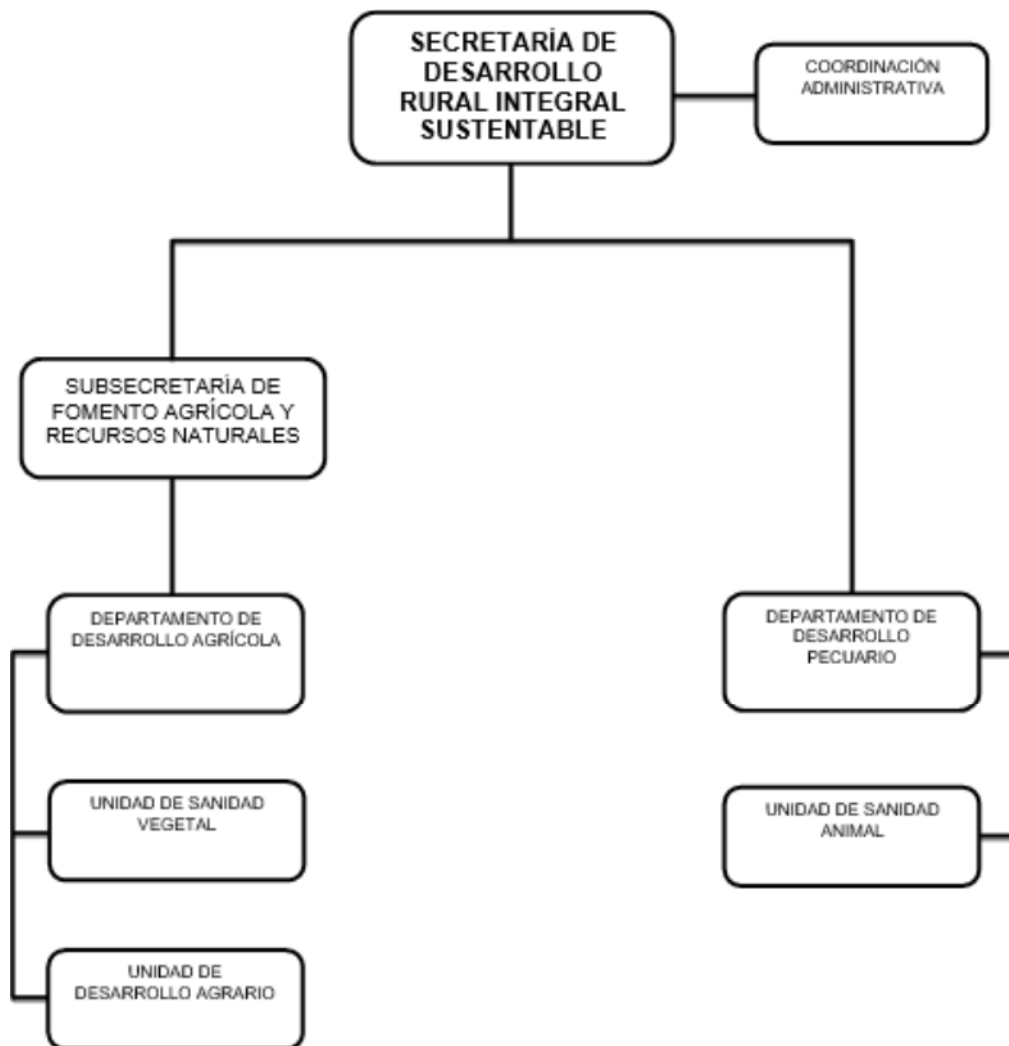 SECRETARÍA DE
DESARROLLO
RURAL INTEGRAL
SUSTENTABLE
COORDINACIÓN
ADMINISTRATIVA
SUBSECRETARÍA DE
FOMENTO AGRÍCOLA Y
RECURSOS NATURALES
DEPARTAMENTO DE
DESARROLLO AGRÍCOLA
DEPARTAMENTO DE
DESARROLLO
PECUARIO
UNIDAD DE SANIDAD
VEGETAL
UNIDAD DE SANIDAD
ANIMAL
UNIDAD DE
DESARROLLO AGRARIO